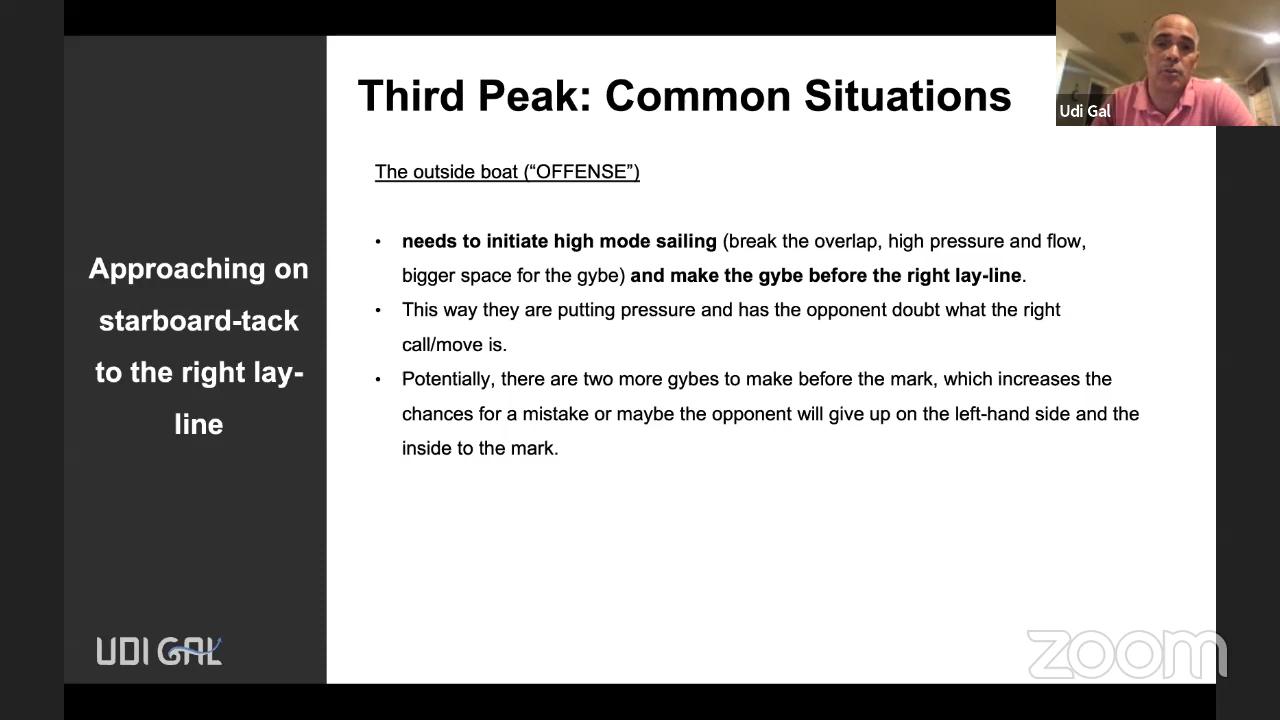 Third Peak: Common Situations
Udi Gal
The outside boat (“OFFENSE”)
• needs to initiate high mode sailing (break the overlap, high pressure and flow,
bigger space for the gybe) and make the gybe before the right lay-line.
• This way they are putting pressure and has the opponent doubt what the right
call/move is.
• Potentially, there are two more gybes to make before the mark, which increases the
chances for a mistake or maybe the opponent will give up on the left-hand side and the
inside to the mark.
Approaching on
starboard-tack
to the right lay-
line
UDI GAL
zoom